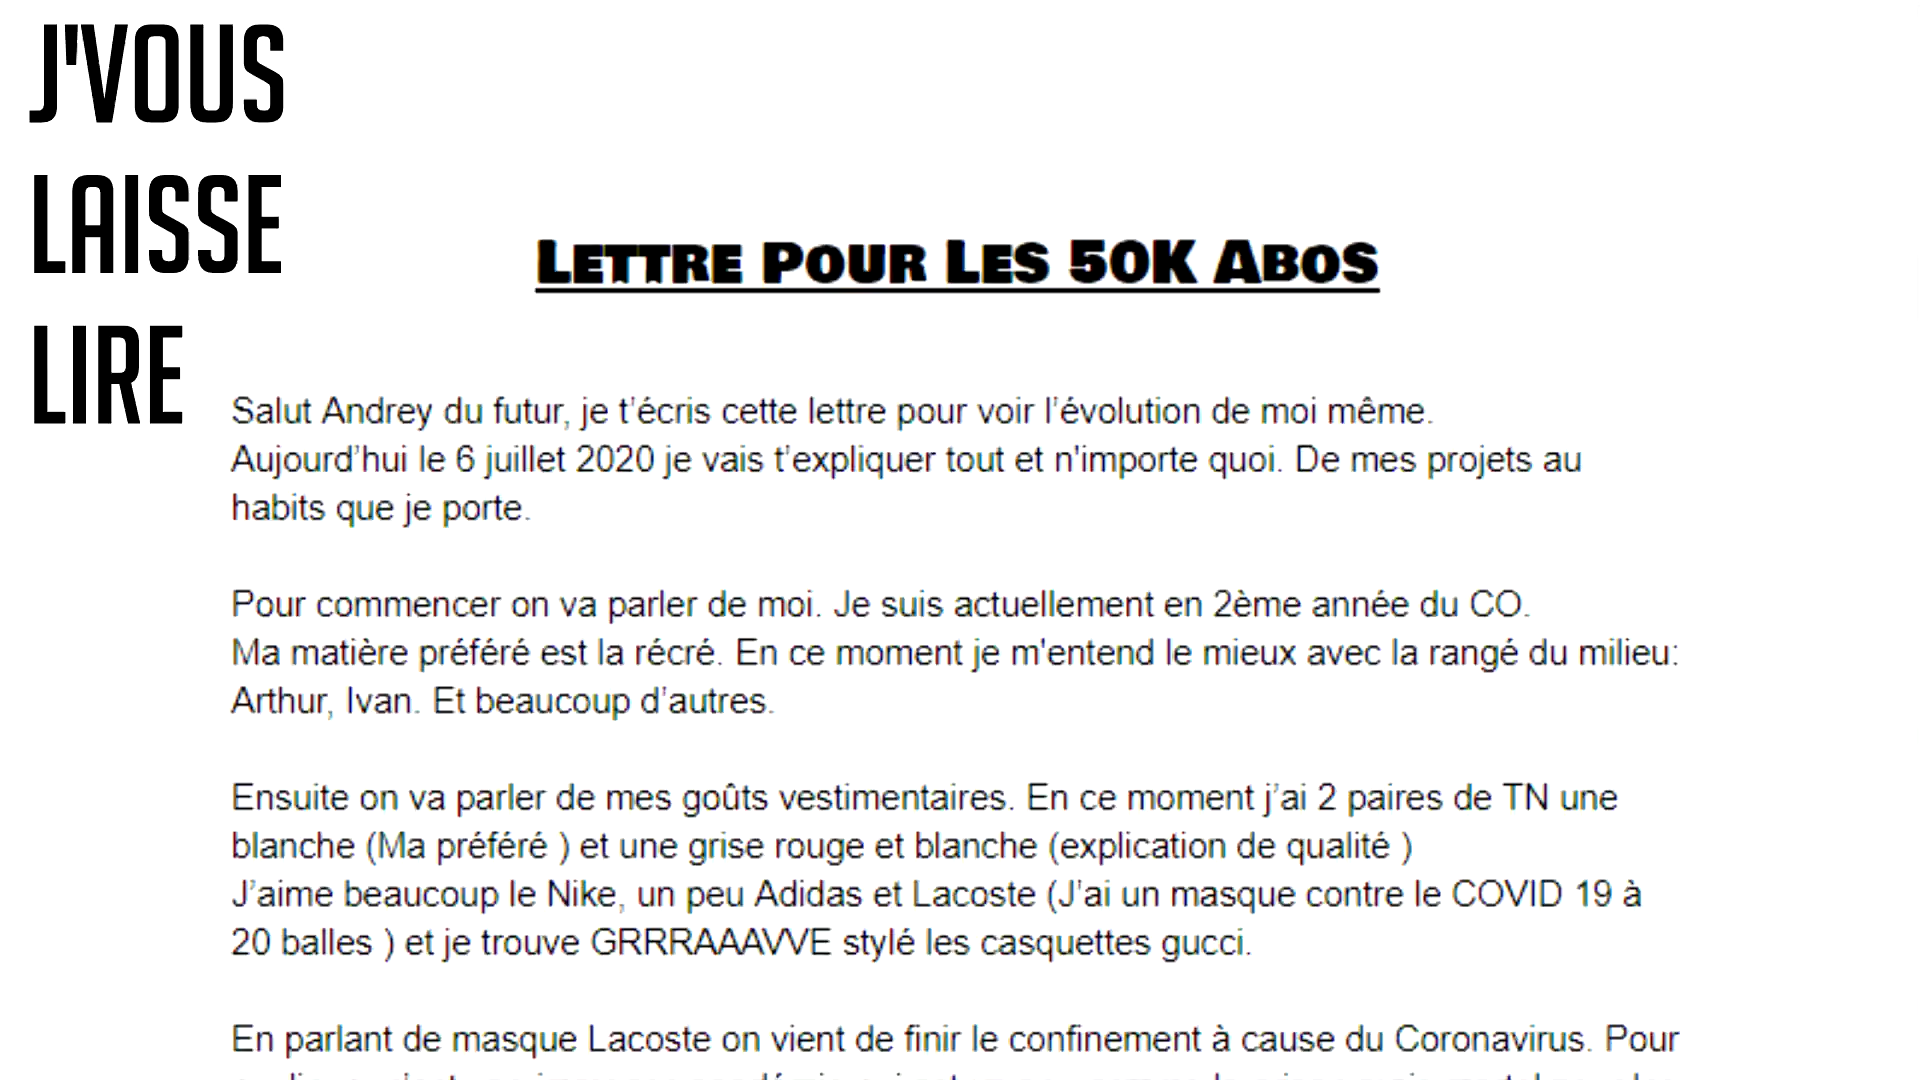 J'VOUS
LAISSE
LIRE
Lettre Pour Les 50K Abos
Salut Andrey du futur, je t’écris cette lettre pour voir l’évolution de moi même.
Aujourd’hui le 6 juillet 2020 je vais t’expliquer tout et n'importe quoi. De mes projets au
habits que je porte.
Pour commencer on va parler de moi. Je suis actuellement en 2ème année du CO.
Ma matière préféré est la récré. En ce moment je m'entend le mieux avec la rangé du milieu:
Arthur, Ivan. Et beaucoup d’autres.
Ensuite on va parler de mes goûts vestimentaires. En ce moment j’ai 2 paires de TN une
blanche (Ma préféré ) et une grise rouge et blanche (explication de qualité )
J’aime beaucoup le Nike, un peu Adidas et Lacoste (J’ai un masque contre le COVID 19 à
20 balles ) et je trouve GRRRAAAVVE stylé les casquettes gucci.
En parlant de masque Lacoste on vient de finir le confinement à cause du Coronavirus. Pour